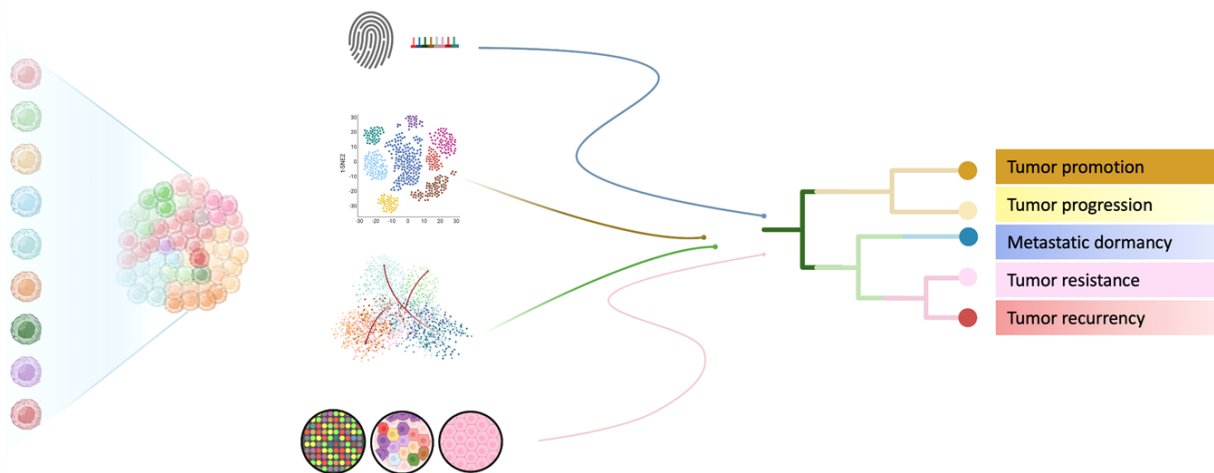 30
20
10
0
-10
-20
-30
t-SNE2
-30 -20 -10 0 10 20 30
Tumor promotion
Tumor progression
Metastatic dormancy
Tumor resistance
Tumor recurrency